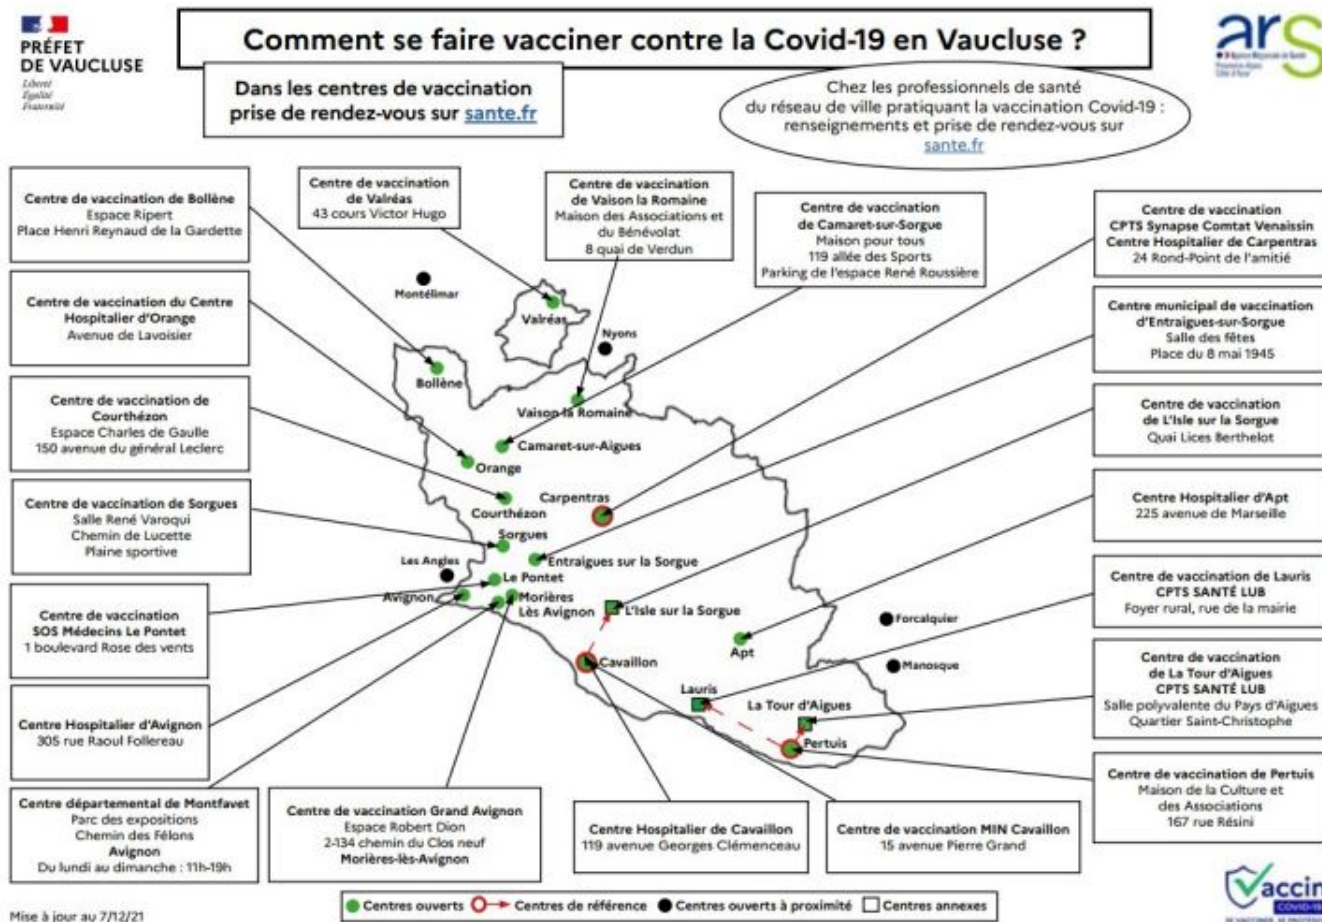 PRÉFET
DE VAUCLUSE
Liberté
Égalité
Fraternité
Comment se faire vacciner contre la Covid-19 en Vaucluse ?
ars
Dans les centres de vaccination
prise de rendez-vous sur sante.fr
Chez les professionnels de santé
du réseau de ville pratiquant la vaccination Covid-19 :
renseignements et prise de rendez-vous sur
sante.fr
Centre de vaccination de Bollène
Espace Ripert
Place Henri Reynaud de la Gardette
Centre de vaccination
de Valréas
43 cours Victor Hugo
Centre de vaccination
de Vaison la Romaine
Maison des Associations et
du Bénévolat
8 quai de Verdun
Centre de vaccination
de Camaret-sur-Sorgue
Maison pour tous
119 allée des Sports
Parking de l'espace René Roussière
Centre de vaccination
CPTS Synapse Comtat Venaissin
Centre Hospitalier de Carpentras
24 Rond-Point de l'amitié
Centre de vaccination du Centre
Hospitalier d'Orange
Avenue de Lavoisier
Centre municipal de vaccination
d'Entraigues-sur-Sorgue
Salle des fêtes
Place du 8 mai 1945
Centre de vaccination de
Courthézon
Espace Charles de Gaulle
150 avenue du général Leclerc
Centre de vaccination
de L'Isle sur la Sorgue
Quai Lices Berthelot
Centre de vaccination de Sorgues
Salle René Varoqui
Chemin de Lucette
Plaine sportive
Centre Hospitalier d'Apt
225 avenue de Marseille
Centre de vaccination
SOS Médecins Le Pontet
1 boulevard Rose des vents
Centre de vaccination de Lauris
CPTS SANTÉ LUB
Foyer rural, rue de la mairie
Centre de vaccination
de La Tour d'Aigues
CPTS SANTÉ LUB
Salle polyvalente du Pays d'Aigues
Quartier Saint-Christophe
Centre Hospitalier d'Avignon
305 rue Raoul Follereau
Centre de vaccination de Pertuis
Maison de la Culture et
des Associations
167 rue Résini
Montélimar
Valréas
Nyons
Bollène
Vaison la Romaine
Camaret-sur-Aigues
Orange
Carpentras
Courthézon
Sorgues
Les Angles
Entraigues sur la Sorgue
Le Pontet
Avignon
Morières
Lès Avignon
L'Isle sur la Sorgue
Forcalquier
Apt
Cavaillon
Manosque
Lauris
La Tour d'Aigues
Pertuis
Centre départemental de Montfavet
Parc des expositions
Chemin des Félons
Avignon
Du lundi au dimanche : 11h-19h
Centre de vaccination Grand Avignon
Espace Robert Dion
2-134 chemin du Clos neuf
Morières-lès-Avignon
Centre Hospitalier de Cavaillon
119 avenue Georges Clémenceau
Centre de vaccination MIN Cavaillon
15 avenue Pierre Grand
Centres ouverts
Centres de référence
Centres ouverts à proximité
Centres annexes
Mise à jour au 7/12/21
Vaccin
COVID-19